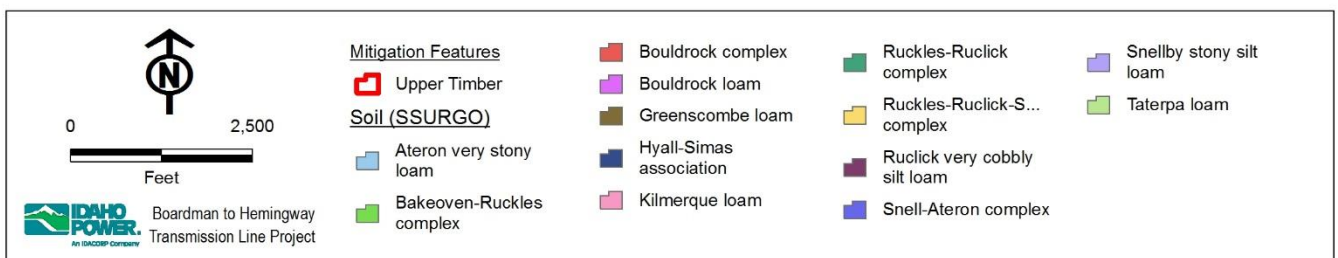 N
0 2,500
Feet
IDAHO
POWER.
An IDACORP Company
Boardman to Hemingway
Transmission Line Project
Mitigation Features
Upper Timber
Soil (SSURGO)
Ateron very stony
loam
Bakeoven-Ruckles
complex
Bouldrock complex
Bouldrock loam
Greenscombe loam
Hyall-Simas
association
Kilmerque loam
Ruckles-Ruclick
complex
Ruckles-Ruclick-S...
complex
Ruclick very cobbly
silt loam
Snell-Ateron complex
Snellby stony silt
loam
Taterpa loam